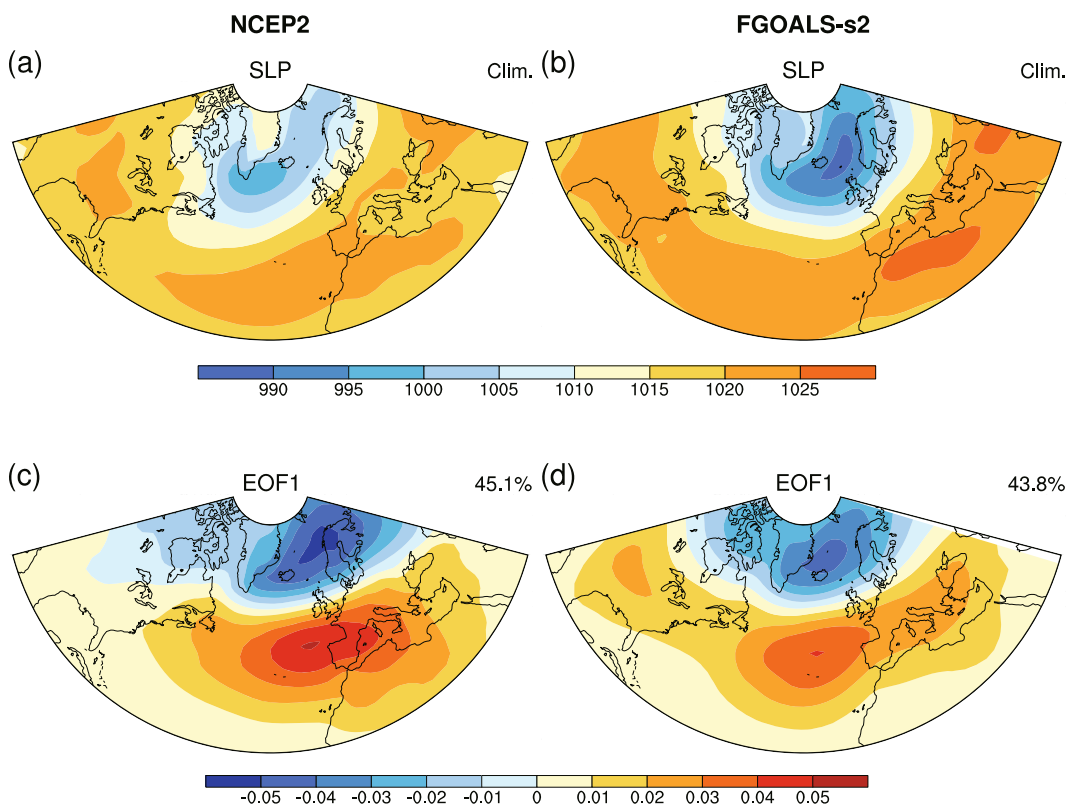 NCEP2 FGOALS-s2
(a) SLP Clim. (b) SLP Clim.
990 995 1000 1005 1010 1015 1020 1025
(c) EOF1 45.1% (d) EOF1 43.8%
-0.05 -0.04 -0.03 -0.02 -0.01 0 0.01 0.02 0.03 0.04 0.05